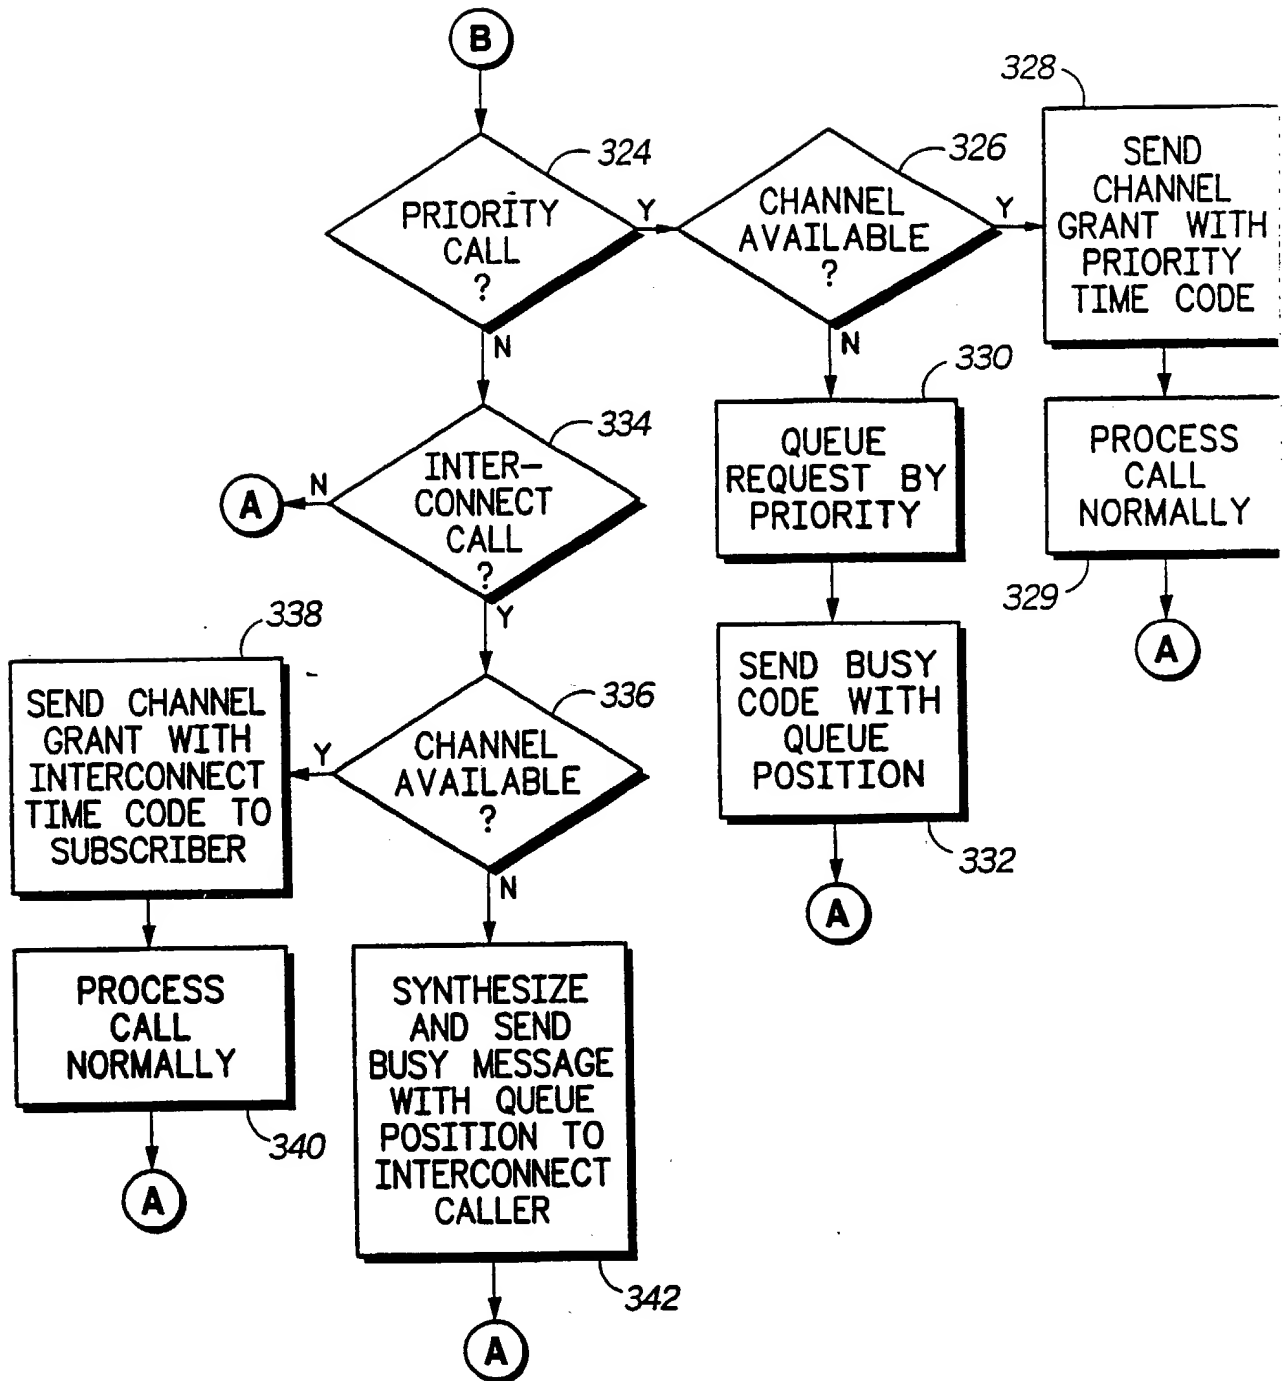 B
324
PRIORITY
CALL
?
Y
N
326
CHANNEL
AVAILABLE
?
Y
N
328
SEND
CHANNEL
GRANT WITH
PRIORITY
TIME CODE
330
QUEUE
REQUEST BY
PRIORITY
PROCESS
CALL
NORMALLY
329
A
334
INTER-
CONNECT
CALL
?
N
A
Y
332
SEND BUSY
CODE WITH
QUEUE
POSITION
A
336
CHANNEL
AVAILABLE
?
Y
N
338
SEND CHANNEL
GRANT WITH
INTERCONNECT
TIME CODE TO
SUBSCRIBER
PROCESS
CALL
NORMALLY
340
A
SYNTHESIZE
AND SEND
BUSY MESSAGE
WITH QUEUE
POSITION TO
INTERCONNECT
CALLER
342
A